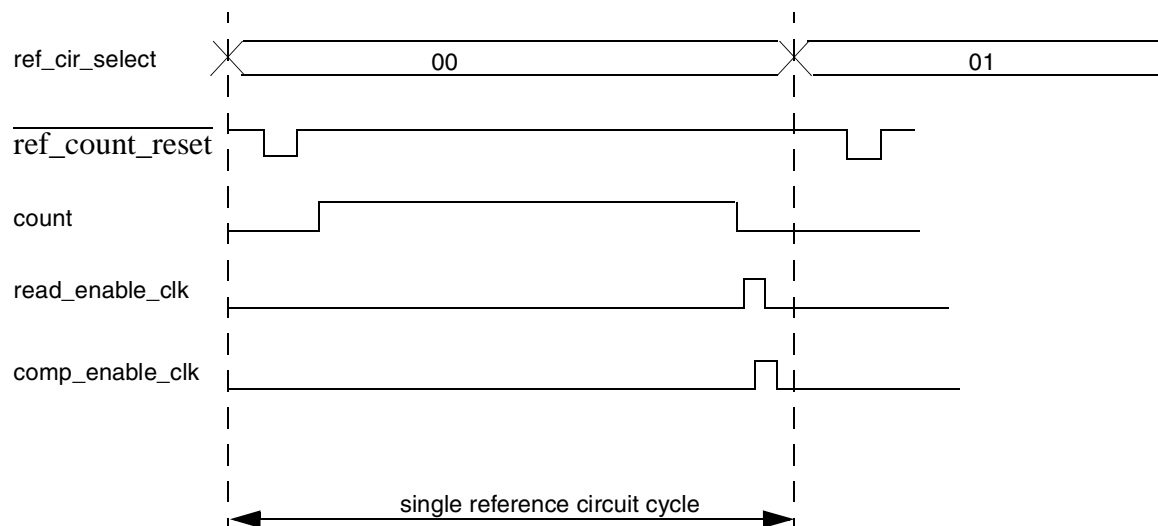 ref_cir_select
00
01
ref_count_reset
count
read_enable_clk
comp_enable_clk
single reference circuit cycle